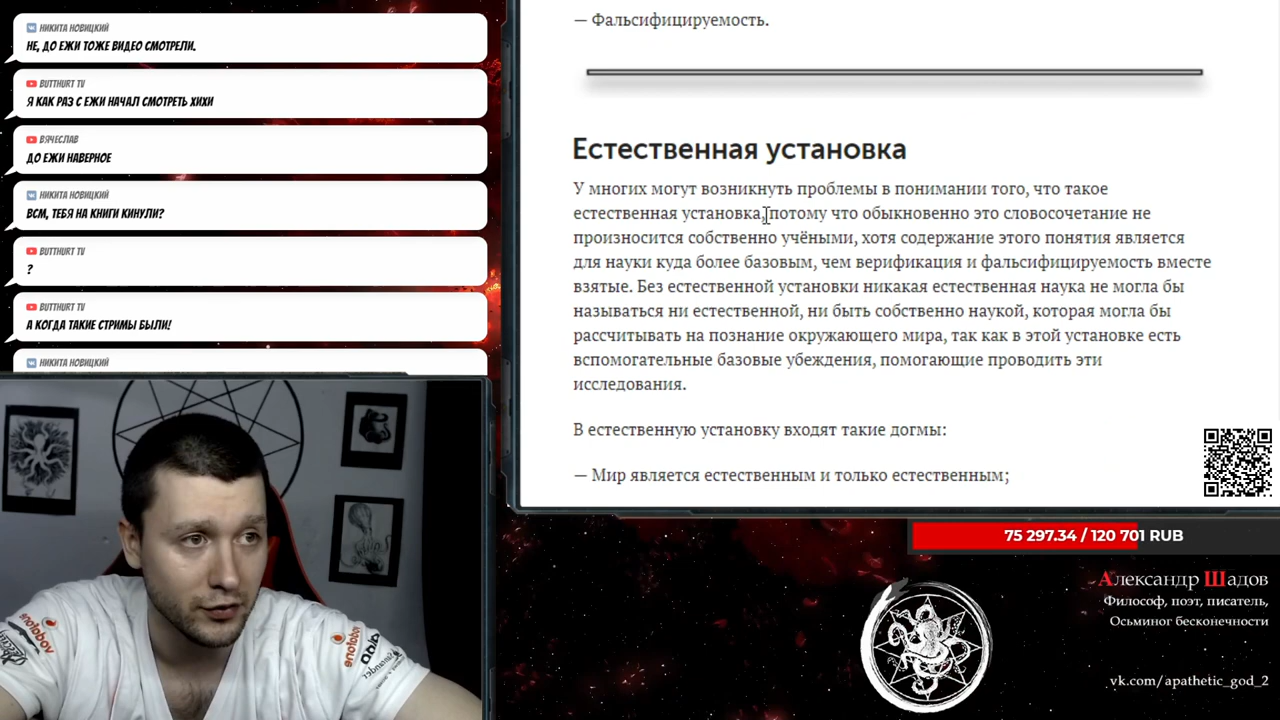 НИКИТА НОВИЦКИЙ
НЕ, ДО ЕЖИ ТОЖЕ ВИДЕО СМОТРЕЛИ.
BUTTHURT TV
Я КАК РАЗ С ЕЖИ НАЧАЛ СМОТРЕТЬ ХИХИ
ВЯЧЕСЛАВ
ДО ЕЖИ НАВЕРНОЕ
НИКИТА НОВИЦКИЙ
ВСМ, ТЕБЯ НА КНИГИ КИНУЛИ?
BUTTHURT TV
?
BUTTHURT TV
А КОГДА ТАКИЕ СТРИМЫ БЫЛИ!
НИКИТА НОВИЦКИЙ
— Фальсифицируемость.
Естественная установка
У многих могут возникнуть проблемы в понимании того, что такое
естественная установка, потому что обыкновенно это словосочетание не
произносится собственно учёными, хотя содержание этого понятия является
для науки куда более базовым, чем верификация и фальсифицируемость вместе
взятые. Без естественной установки никакая естественная наука не могла бы
называться ни естественной, ни быть собственно наукой, которая могла бы
рассчитывать на познание окружающего мира, так как в этой установке есть
вспомогательные базовые убеждения, помогающие проводить эти
исследования.
В естественную установку входят такие догмы:
— Мир является естественным и только естественным;
75 297.34 / 120 701 RUB
Александр Шадов
Философ, поэт, писатель,
Осьминог бесконечности
vk.com/apathetic_god_2